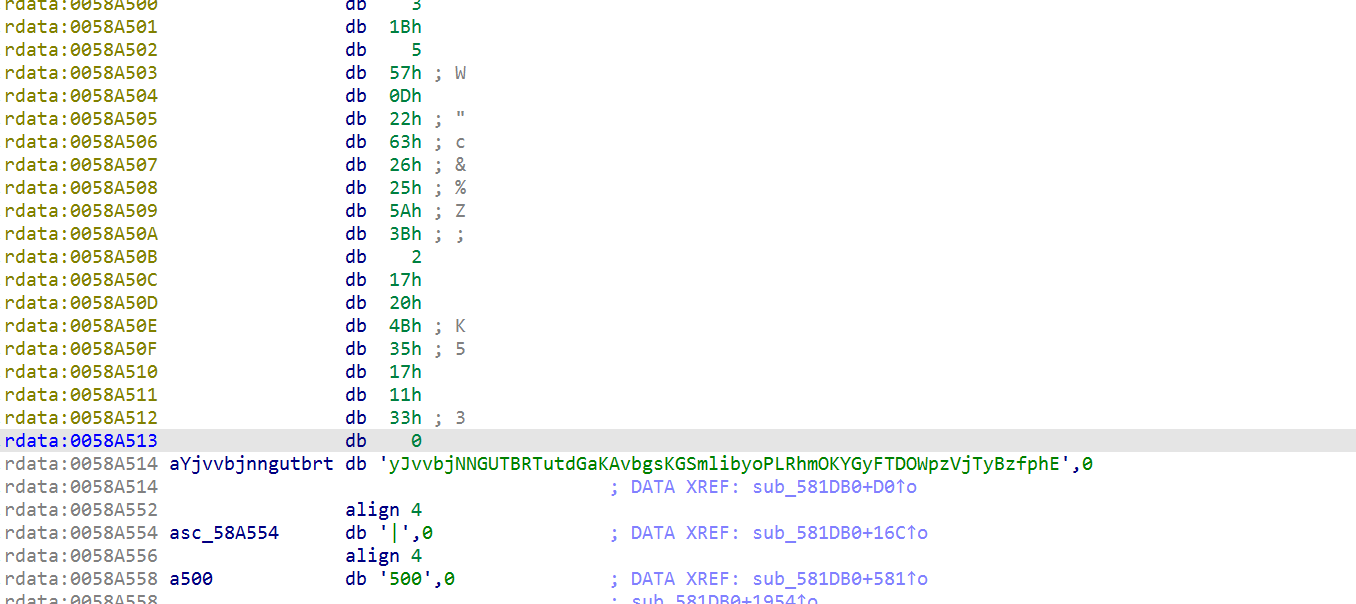 rdata:0058A500 db 3
rdata:0058A501 db 1Bh
rdata:0058A502 db 5
rdata:0058A503 db 57h ; W
rdata:0058A504 db 0Dh
rdata:0058A505 db 22h ; "
rdata:0058A506 db 63h ; c
rdata:0058A507 db 26h ; &
rdata:0058A508 db 25h ; %
rdata:0058A509 db 5Ah ; Z
rdata:0058A50A db 3Bh ; ;
rdata:0058A50B db 2
rdata:0058A50C db 17h
rdata:0058A50D db 20h
rdata:0058A50E db 4Bh ; K
rdata:0058A50F db 35h ; 5
rdata:0058A510 db 17h
rdata:0058A511 db 11h
rdata:0058A512 db 33h ; 3
rdata:0058A513 db 0
rdata:0058A514 aYjvvbjnngutbrt db 'yJvvbjNNGUTBRTutdGaKAvbgsKGSmlibyoPLRhmOKYGyFTDOWpzVjTyBzfphE',0
rdata:0058A514 ; DATA XREF: sub_581DB0+D0↑o
rdata:0058A552 align 4
rdata:0058A554 asc_58A554 db '|',0 ; DATA XREF: sub_581DB0+16C↑o
rdata:0058A556 align 4
rdata:0058A558 a500 db '500',0 ; DATA XREF: sub_581DB0+581↑o
rdata:0058A558 ; sub_581DB0+1954↑o